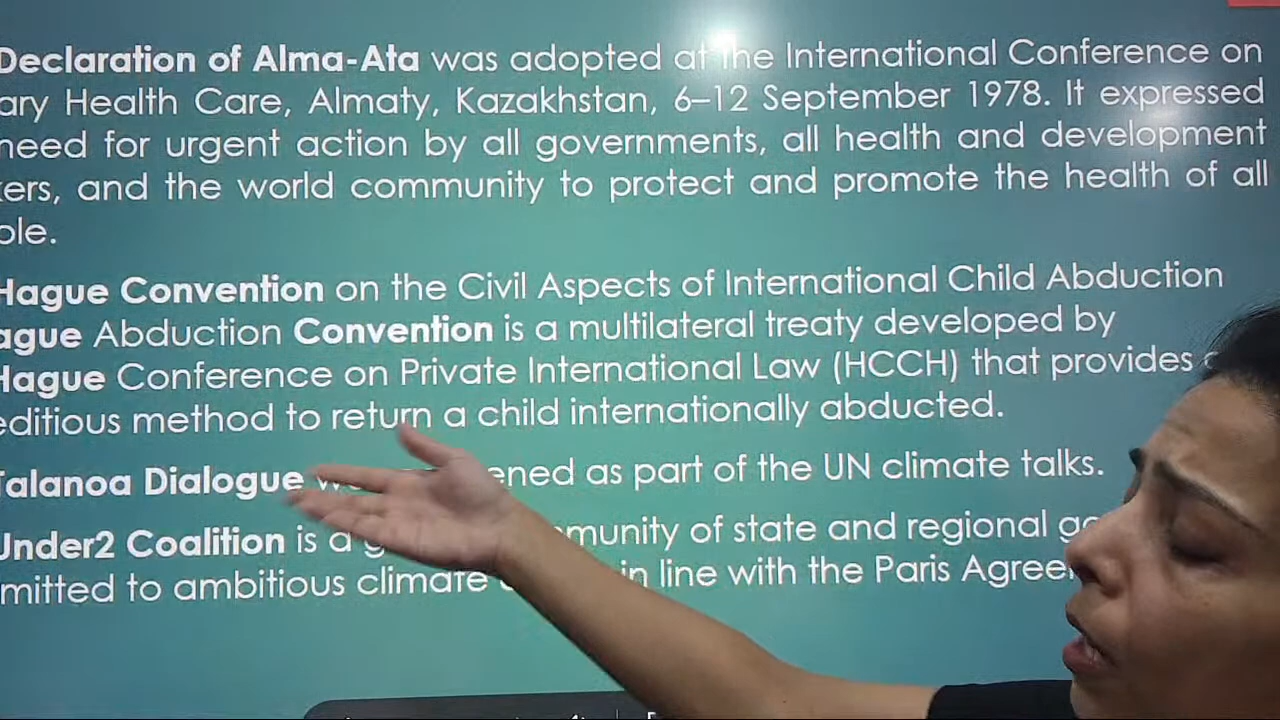 Declaration of Alma-Ata was adopted at the International Conference on
ary Health Care, Almaty, Kazakhstan, 6–12 September 1978. It expressed
need for urgent action by all governments, all health and development
kers, and the world community to protect and promote the health of all
ple.
Hague Convention on the Civil Aspects of International Child Abduction
ague Abduction Convention is a multilateral treaty developed by
Hague Conference on Private International Law (HCCH) that provides
editious method to return a child internationally abducted.
Talanoa Dialogue ened as part of the UN climate talks.
Under2 Coalition is a g munity of state and regional go
mitted to ambitious climate in line with the Paris Agree